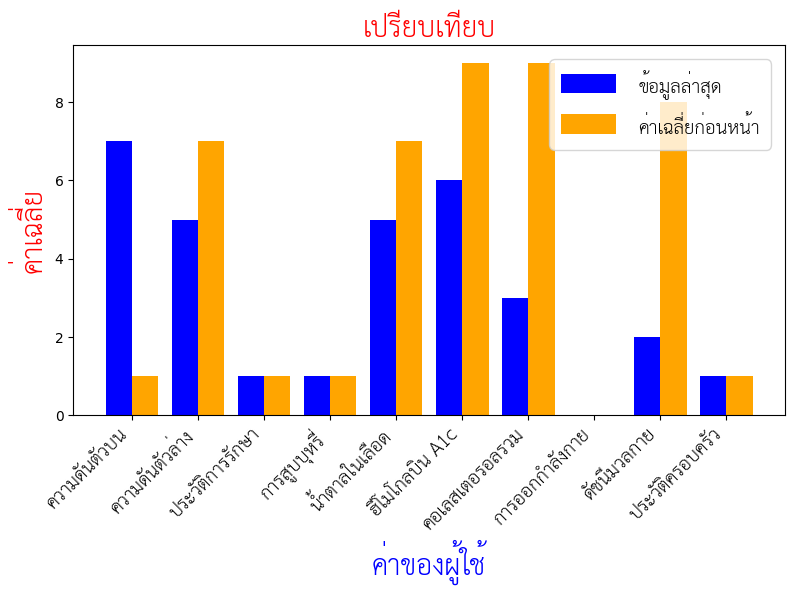 เปรียบเทียบ
ข้อมูลล่าสุด
ค่าเฉลี่ยก่อนหน้า
ค่าเฉลี่ย
8
6
4
2
0
ความดันตัวบน
ความดันตัวล่าง
ประวัติการรักษา
การสูบบุหรี่
น้ำตาลในเลือด
ฮีโมโกลบิน A1c
คอเลสเตอรอลรวม
การออกกำลังกาย
ดัชนีมวลกาย
ประวัติครอบครัว
ค่าของผู้ใช้